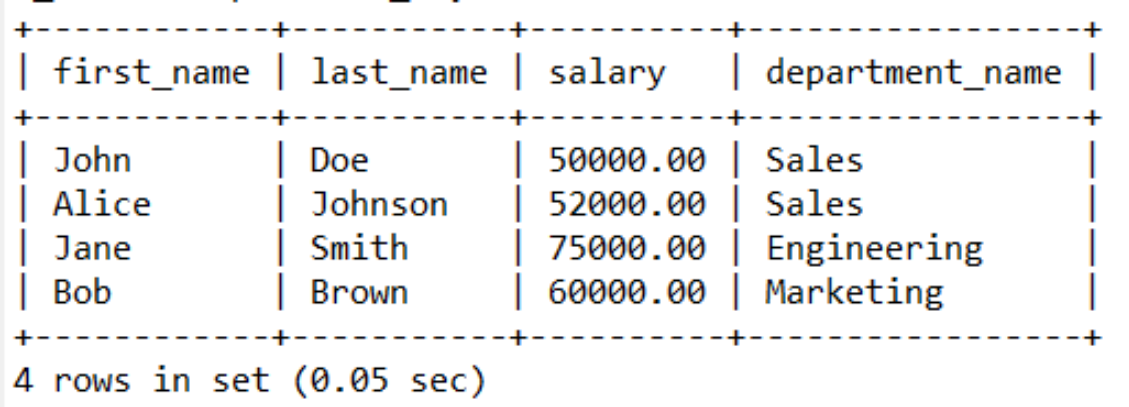 +------------+-----------+----------+-----------------+
| first_name | last_name | salary   | department_name |
+------------+-----------+----------+-----------------+
| John       | Doe       | 50000.00 | Sales           |
| Alice      | Johnson   | 52000.00 | Sales           |
| Jane       | Smith     | 75000.00 | Engineering     |
| Bob        | Brown     | 60000.00 | Marketing       |
+------------+-----------+----------+-----------------+
4 rows in set (0.05 sec)